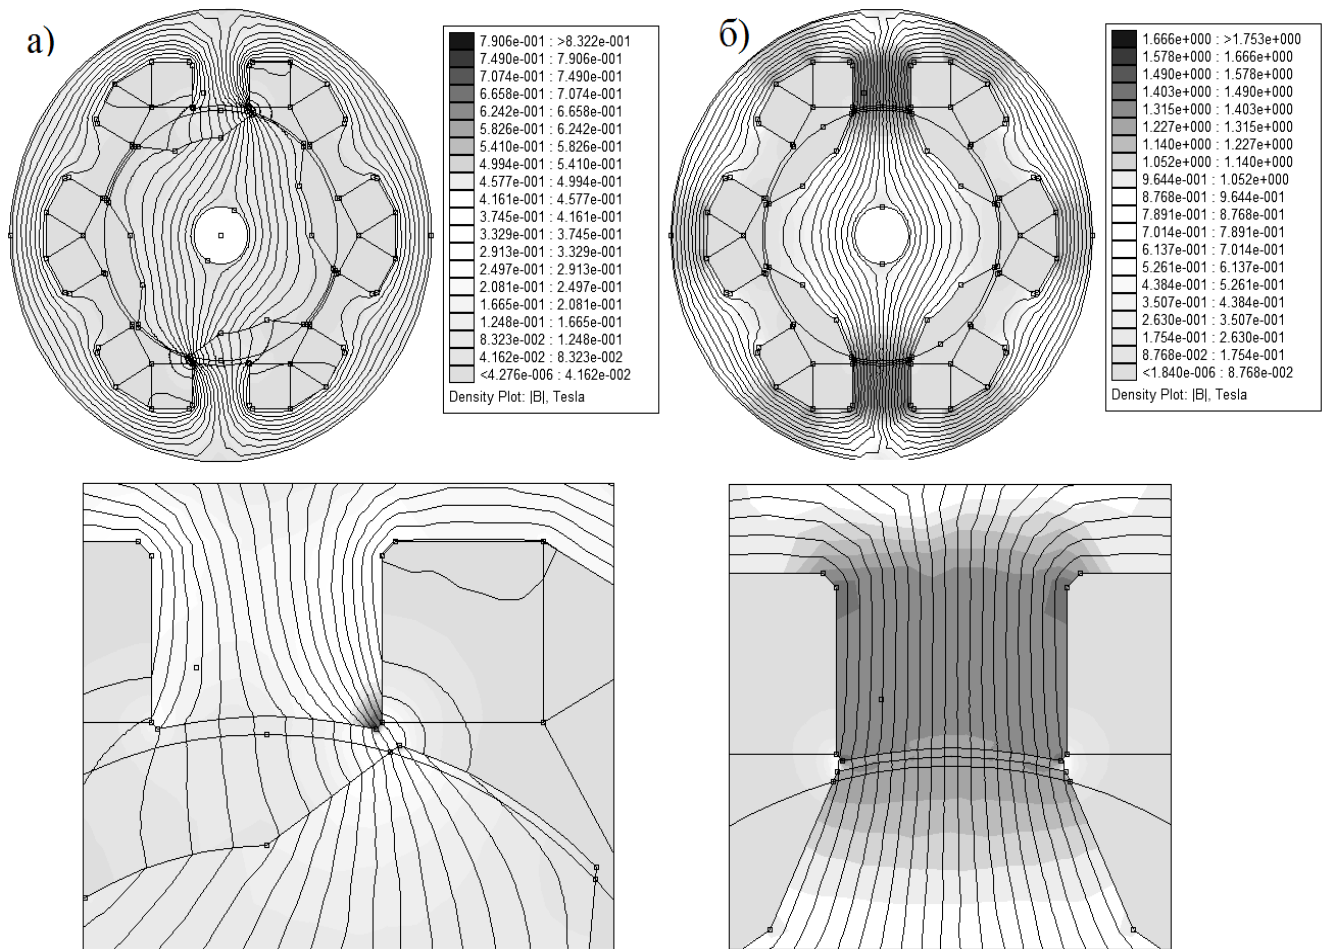 а)
7.906e-001 : >8.322e-001
7.490e-001 : 7.906e-001
7.074e-001 : 7.490e-001
6.658e-001 : 7.074e-001
6.242e-001 : 6.658e-001
5.826e-001 : 6.242e-001
5.410e-001 : 5.826e-001
4.994e-001 : 5.410e-001
4.577e-001 : 4.994e-001
4.161e-001 : 4.577e-001
3.745e-001 : 4.161e-001
3.329e-001 : 3.745e-001
2.913e-001 : 3.329e-001
2.497e-001 : 2.913e-001
2.081e-001 : 2.497e-001
1.665e-001 : 2.081e-001
1.248e-001 : 1.665e-001
8.323e-002 : 1.248e-001
4.162e-002 : 8.323e-002
<4.276e-006 : 4.162e-002
Density Plot: |B|, Tesla
б)
1.666e+000 : >1.753e+000
1.578e+000 : 1.666e+000
1.490e+000 : 1.578e+000
1.403e+000 : 1.490e+000
1.315e+000 : 1.403e+000
1.227e+000 : 1.315e+000
1.140e+000 : 1.227e+000
1.052e+000 : 1.140e+000
9.644e-001 : 1.052e+000
8.768e-001 : 9.644e-001
7.891e-001 : 8.768e-001
7.014e-001 : 7.891e-001
6.137e-001 : 7.014e-001
5.261e-001 : 6.137e-001
4.384e-001 : 5.261e-001
3.507e-001 : 4.384e-001
2.630e-001 : 3.507e-001
1.754e-001 : 2.630e-001
8.768e-002 : 1.754e-001
<1.840e-006 : 8.768e-002
Density Plot: |B|, Tesla